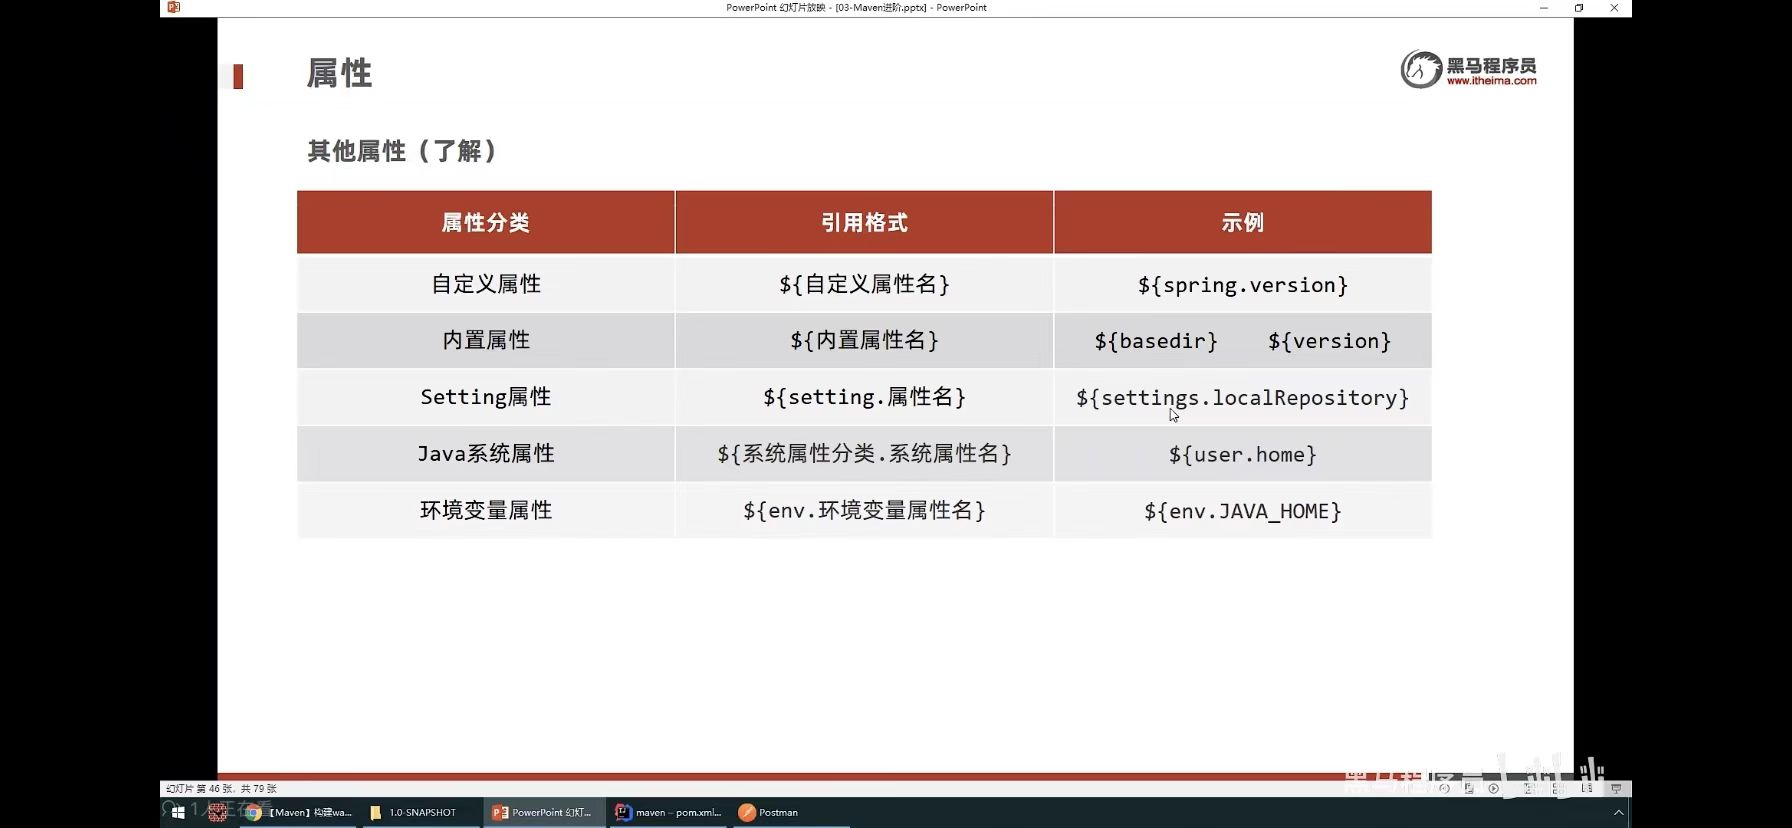 PowerPoint 幻灯片放映 - [03-Maven进阶.pptx] - PowerPoint
属性
黑马程序员
www.itheima.com
其他属性（了解）
属性分类 引用格式 示例
自定义属性 ${自定义属性名} ${spring.version}
内置属性 ${内置属性名} ${basedir} ${version}
Setting属性 ${setting.属性名} ${settings.localRepository}
Java系统属性 ${系统属性分类.系统属性名} ${user.home}
环境变量属性 ${env.环境变量属性名} ${env.JAVA_HOME}
黑马程序员
幻灯片 第 46 张，共 79 张
1人正在看
【Maven】构建wa... 1.0-SNAPSHOT PowerPoint 幻灯... maven – pom.xml... Postman